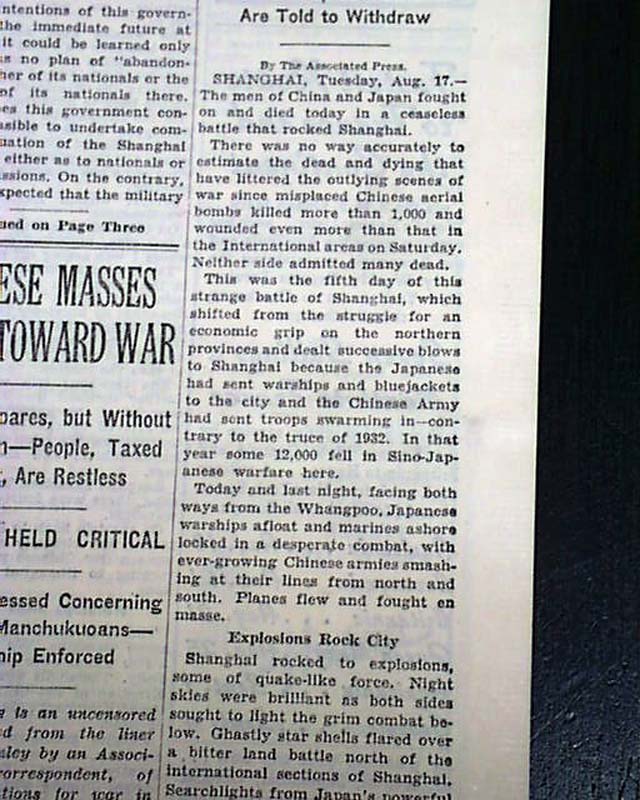 ntentions of this govern-
the immediate future at
it could be learned only
s no plan of "abandon-
her of its nationals or the
of its nationals there.
es this government con-
sible to undertake com-
uation of the Shanghai
either as to nationals or
ssions. On the contrary,
xpected that the military
ued on Page Three
ESE MASSES
TOWARD WAR
pares, but Without
n—People, Taxed
, Are Restless
HELD CRITICAL
essed Concerning
Manchukuoans—
hip Enforced
s is an uncensored
d from the liner
ley by an Associ-
correspondent, of
tions for war in
Are Told to Withdraw
By The Associated Press.
SHANGHAI, Tuesday, Aug. 17.—
The men of China and Japan fought
on and died today in a ceaseless
battle that rocked Shanghai.
There was no way accurately to
estimate the dead and dying that
have littered the outlying scenes of
war since misplaced Chinese aerial
bombs killed more than 1,000 and
wounded even more than that in
the International areas on Saturday.
Neither side admitted many dead.
This was the fifth day of this
strange battle of Shanghai, which
shifted from the struggle for an
economic grip on the northern
provinces and dealt successive blows
to Shanghai because the Japanese
had sent warships and bluejackets
to the city and the Chinese Army
had sent troops swarming in—con-
trary to the truce of 1932. In that
year some 12,000 fell in Sino-Jap-
anese warfare here.
Today and last night, facing both
ways from the Whangpoo, Japanese
warships afloat and marines ashore
locked in a desperate combat, with
ever-growing Chinese armies smash-
ing at their lines from north and
south. Planes flew and fought en
masse.
Explosions Rock City
Shanghai rocked to explosions,
some of quake-like force. Night
skies were brilliant as both sides
sought to light the grim combat be-
low. Ghastly star shells flared over
a bitter land battle north of the
international sections of Shanghai.
Searchlights from Japan's powerful